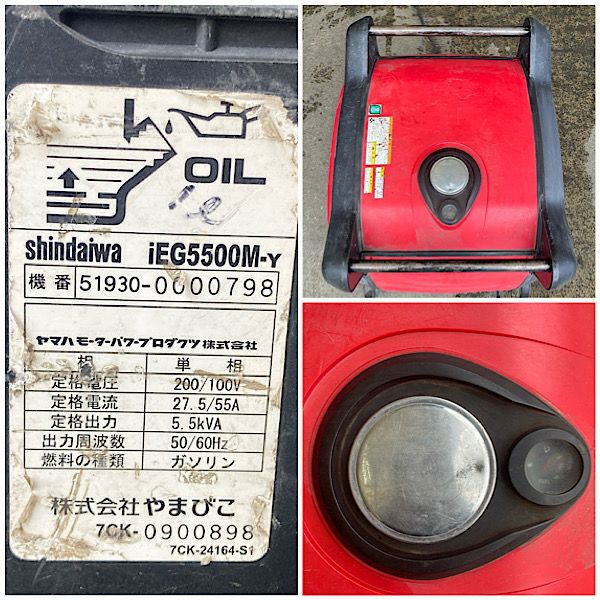 OIL
shindaiwa iEG5500M-Y
機番 51930-0000798
ヤマハモーターパワープロダクツ株式会社
相 単相
定格電圧 200/100V
定格電流 27.5/55A
定格出力 5.5kVA
出力周波数 50/60Hz
燃料の種類 ガソリン
株式会社やまびこ
7CK-0900898
7CK-24164-S1